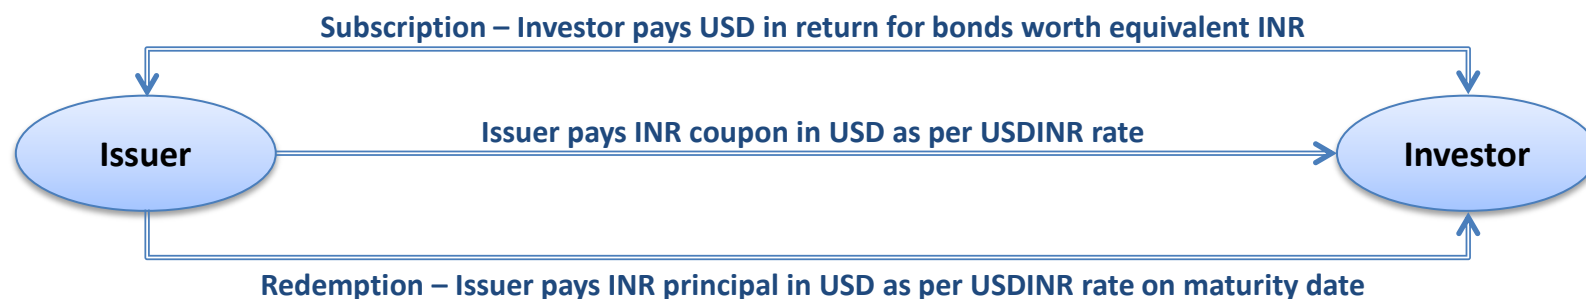 Subscription – Investor pays USD in return for bonds worth equivalent INR
Issuer
Issuer pays INR coupon in USD as per USDINR rate
Investor
Redemption – Issuer pays INR principal in USD as per USDINR rate on maturity date